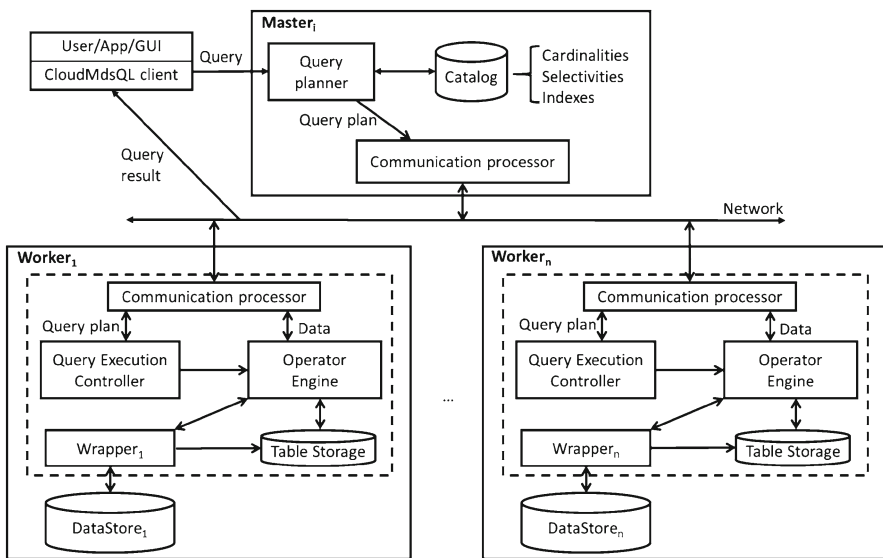 Master_i
User/App/GUI
CloudMdsQL client
Query
Query
planner
Catalog
Cardinalities
Selectivities
Indexes
Query plan
Communication processor
Query
result
Network
Worker_1
Communication processor
Query plan
Data
Query Execution
Controller
Operator
Engine
Wrapper_1
Table Storage
DataStore_1
...
Worker_n
Communication processor
Query plan
Data
Query Execution
Controller
Operator
Engine
Wrapper_n
Table Storage
DataStore_n